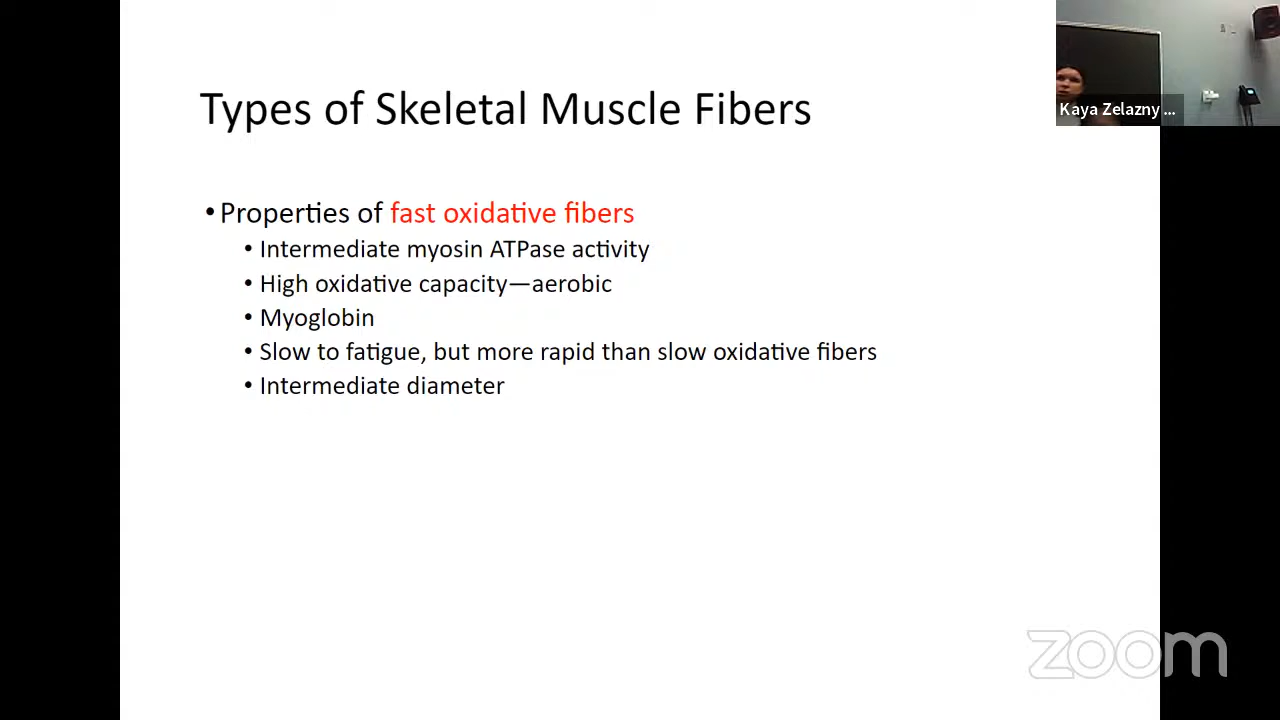 Types of Skeletal Muscle Fibers
Kaya Zelazny ...
• Properties of fast oxidative fibers
• Intermediate myosin ATPase activity
• High oxidative capacity—aerobic
• Myoglobin
• Slow to fatigue, but more rapid than slow oxidative fibers
• Intermediate diameter
zoom